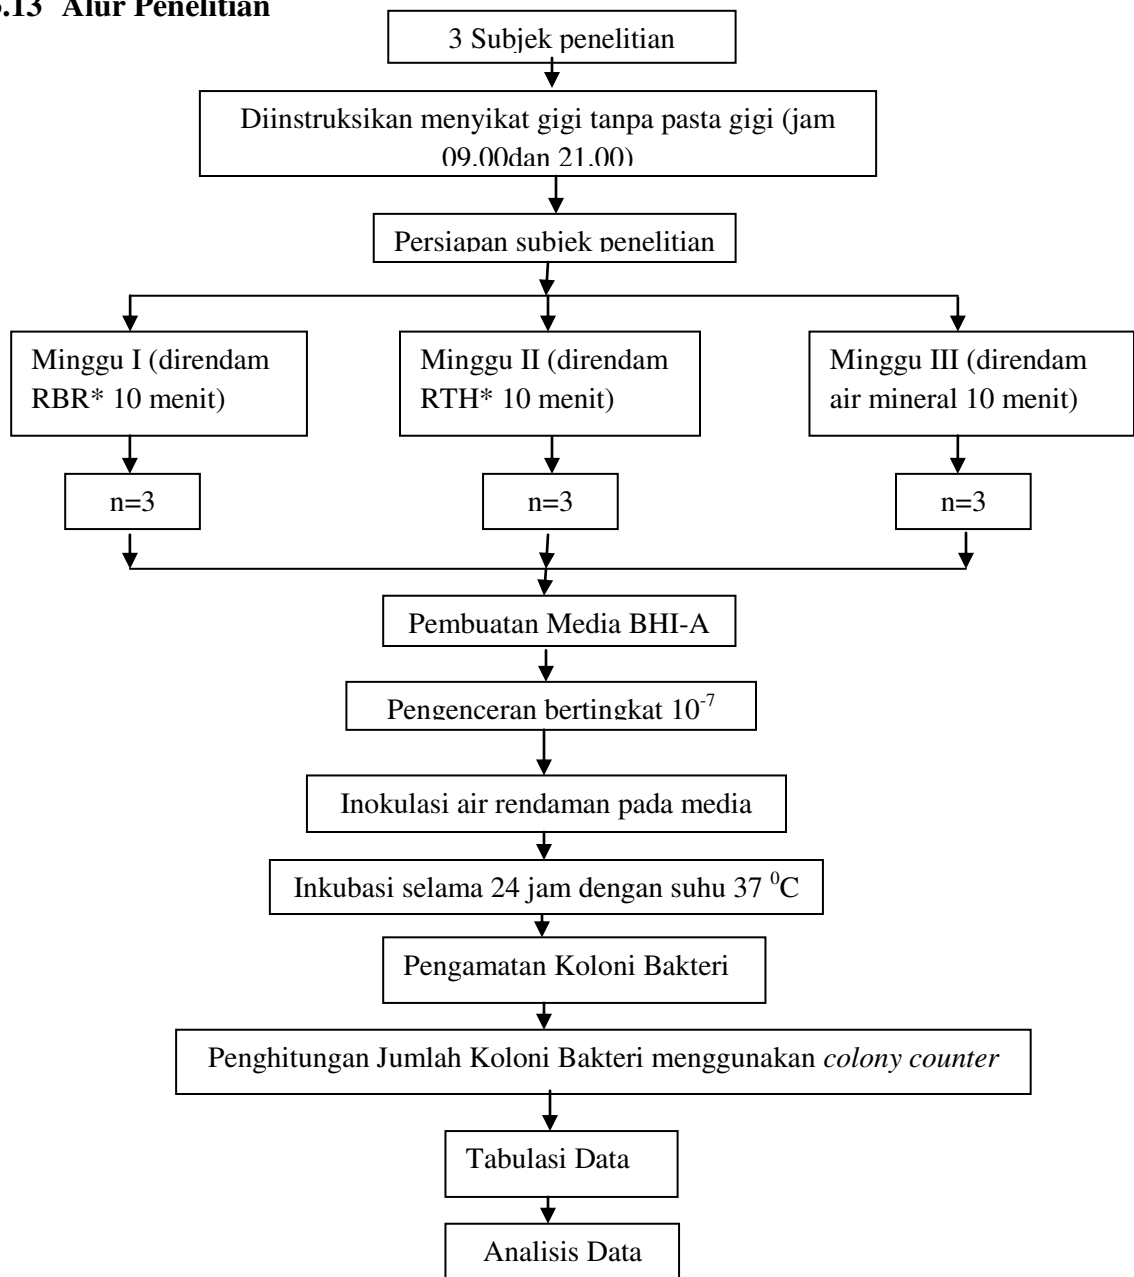 .13 Alur Penelitian
3 Subjek penelitian
Diinstruksikan menyikat gigi tanpa pasta gigi (jam
09.00dan 21.00)
Persiapan subjek penelitian
Minggu I (direndam
RBR* 10 menit)
Minggu II (direndam
RTH* 10 menit)
Minggu III (direndam
air mineral 10 menit)
n=3
n=3
n=3
Pembuatan Media BHI-A
Pengenceran bertingkat 10⁻⁷
Inokulasi air rendaman pada media
Inkubasi selama 24 jam dengan suhu 37 ⁰C
Pengamatan Koloni Bakteri
Penghitungan Jumlah Koloni Bakteri menggunakan colony counter
Tabulasi Data
Analisis Data